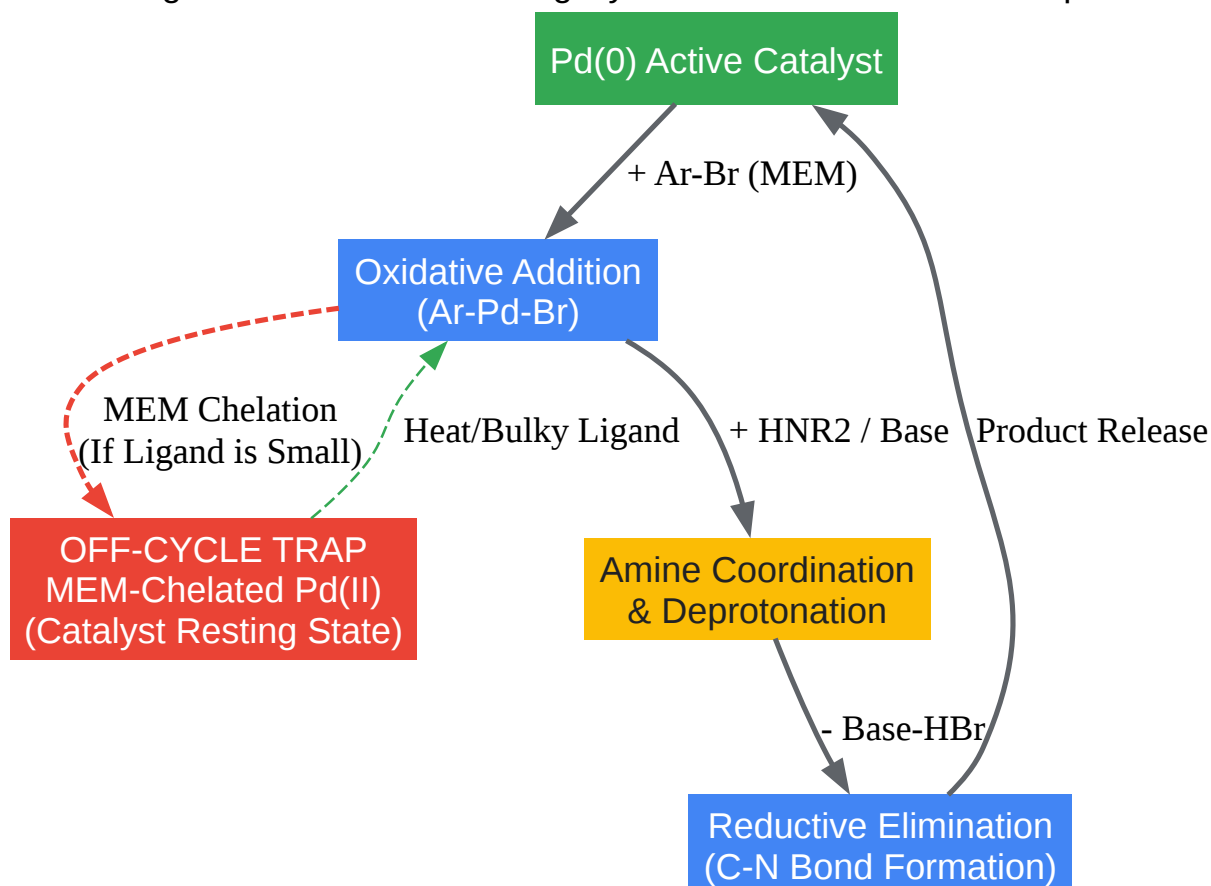 Pd(0) Active Catalyst
+ Ar-Br (MEM)
Oxidative Addition
(Ar-Pd-Br)
MEM Chelation
(If Ligand is Small)
Heat/Bulky Ligand
+ HNR2 / Base
Product Release
OFF-CYCLE TRAP
MEM-Chelated Pd(II)
(Catalyst Resting State)
Amine Coordination
& Deprotonation
- Base-HBr
Reductive Elimination
(C-N Bond Formation)